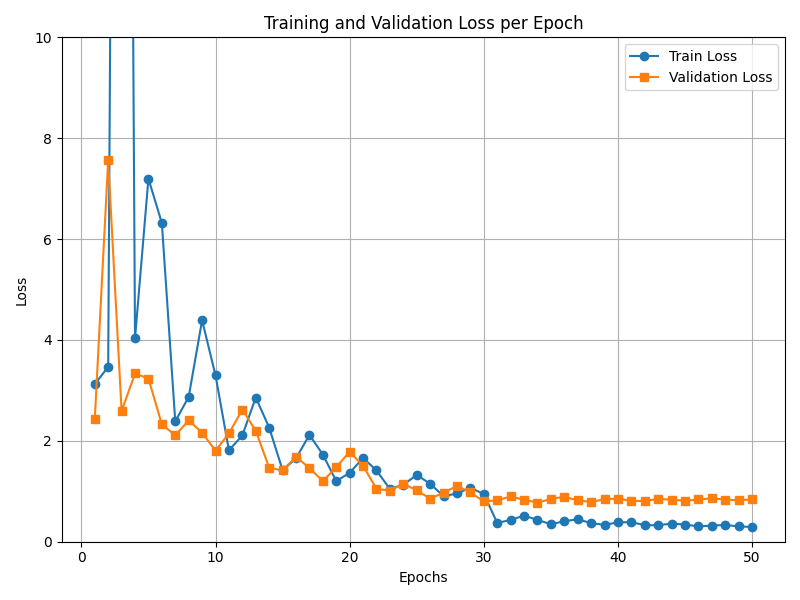 Training and Validation Loss per Epoch
10
8
6
4
2
0
Loss
Train Loss
Validation Loss
0 10 20 30 40 50
Epochs